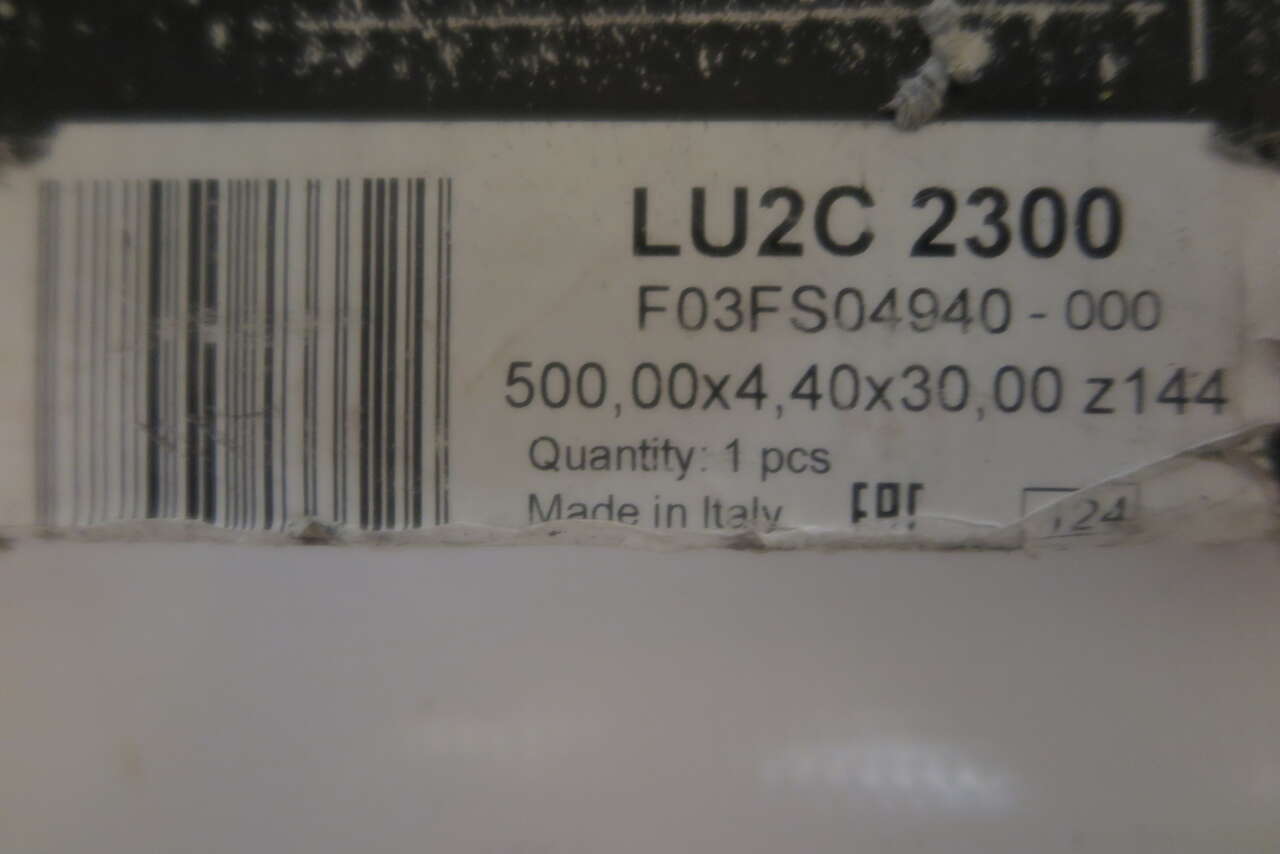 LU2C 2300
F03FS04940 - 000
500,00x4,40x30,00 z144
Quantity: 1 pcs
Made in Italy